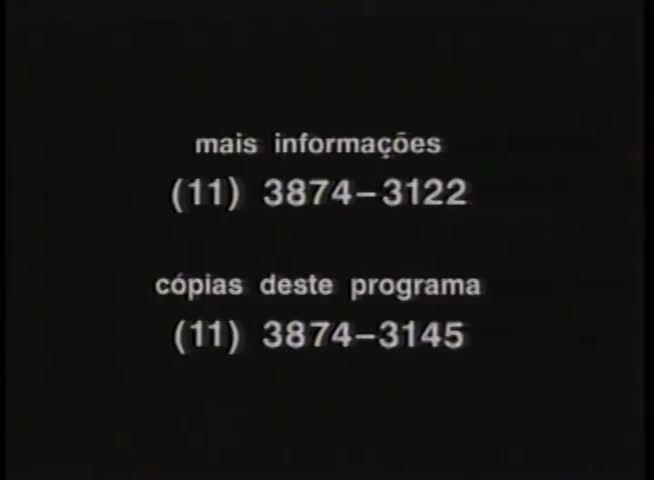 mais informações
(11) 3874-3122
cópias deste programa
(11) 3874-3145